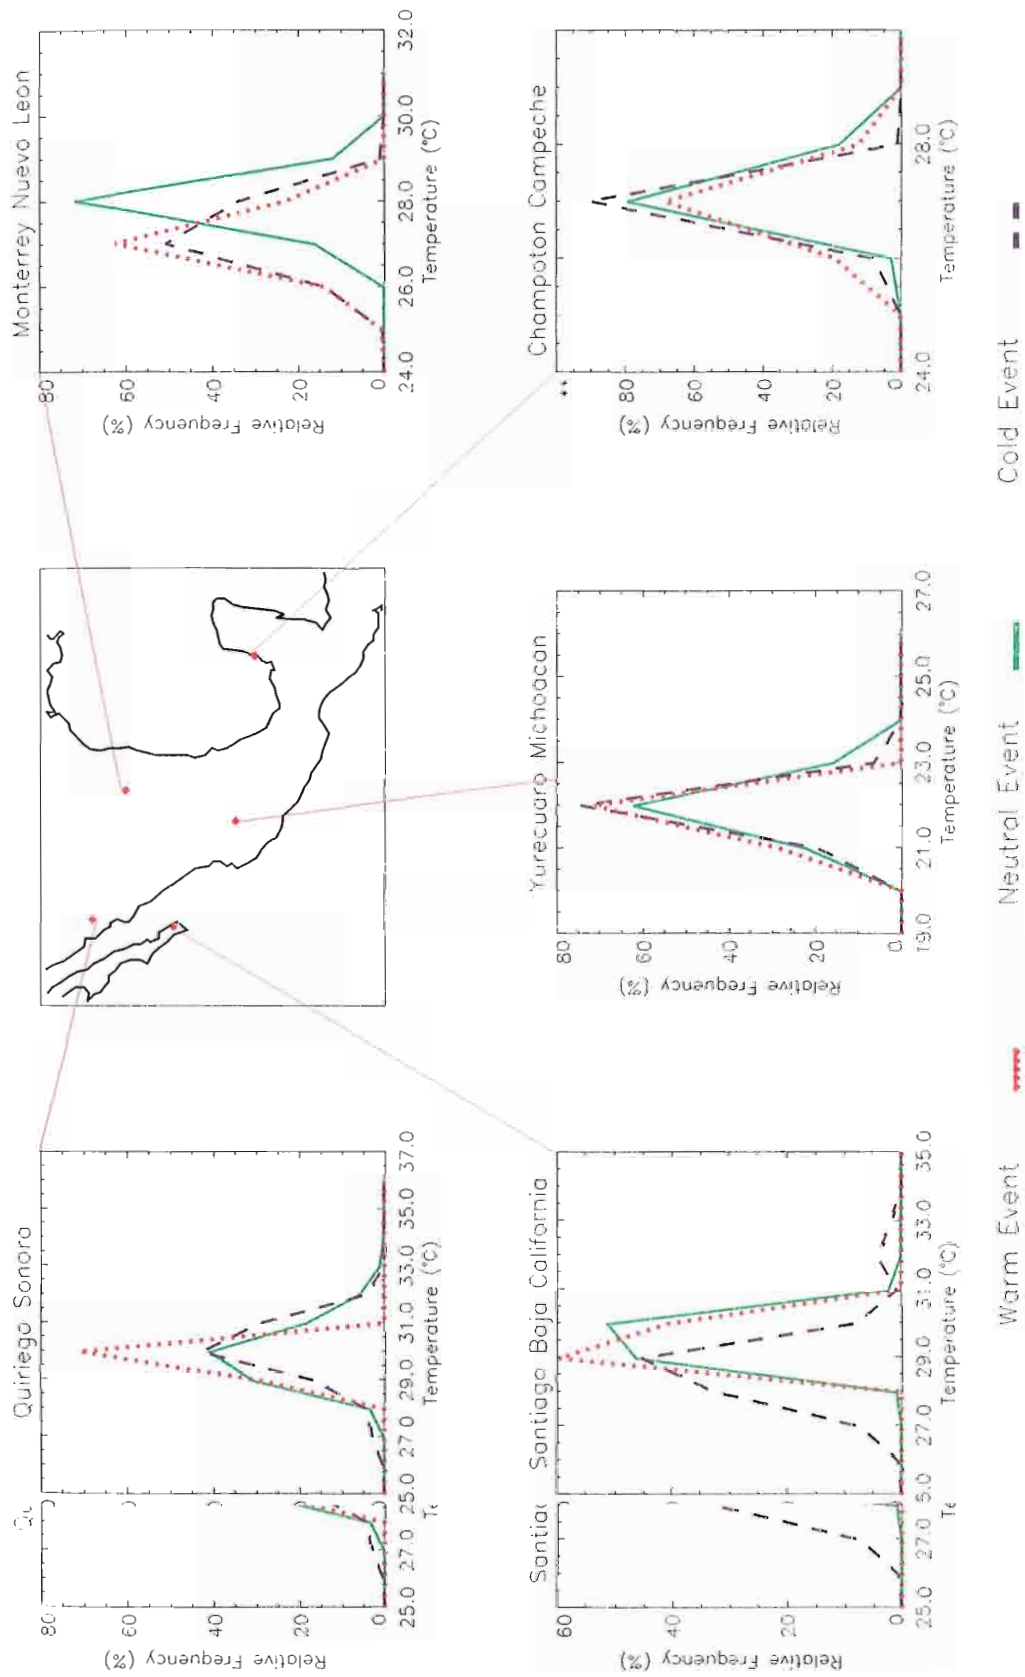 Qu
Quiriego Sonora
Monterrey Nuevo Leon
Relative Frequency (%)
80
60
40
20
0
25.0 27.0
25.0 27.0 29.0 31.0 33.0 35.0 37.0
Te
Temperature (°C)
Relative Frequency (%)
80
60
40
20
0
24.0 26.0 28.0 30.0 32.0
Temperature (°C)
Santiag
Santiago Baja California
Yurecuaro Michoacan
Champoton Campeche
Relative Frequency (%)
60
40
20
0
25.0 27.0
5.0 27.0 29.0 31.0 33.0 35.0
Te
Temperature (°C)
Relative Frequency (%)
80
60
40
20
0
19.0 21.0 23.0 25.0 27.0
Temperature (°C)
Relative Frequency (%)
**
80
60
40
20
0
24.0 28.0
Temperature (°C)
Warm Event Neutral Event Cold Event